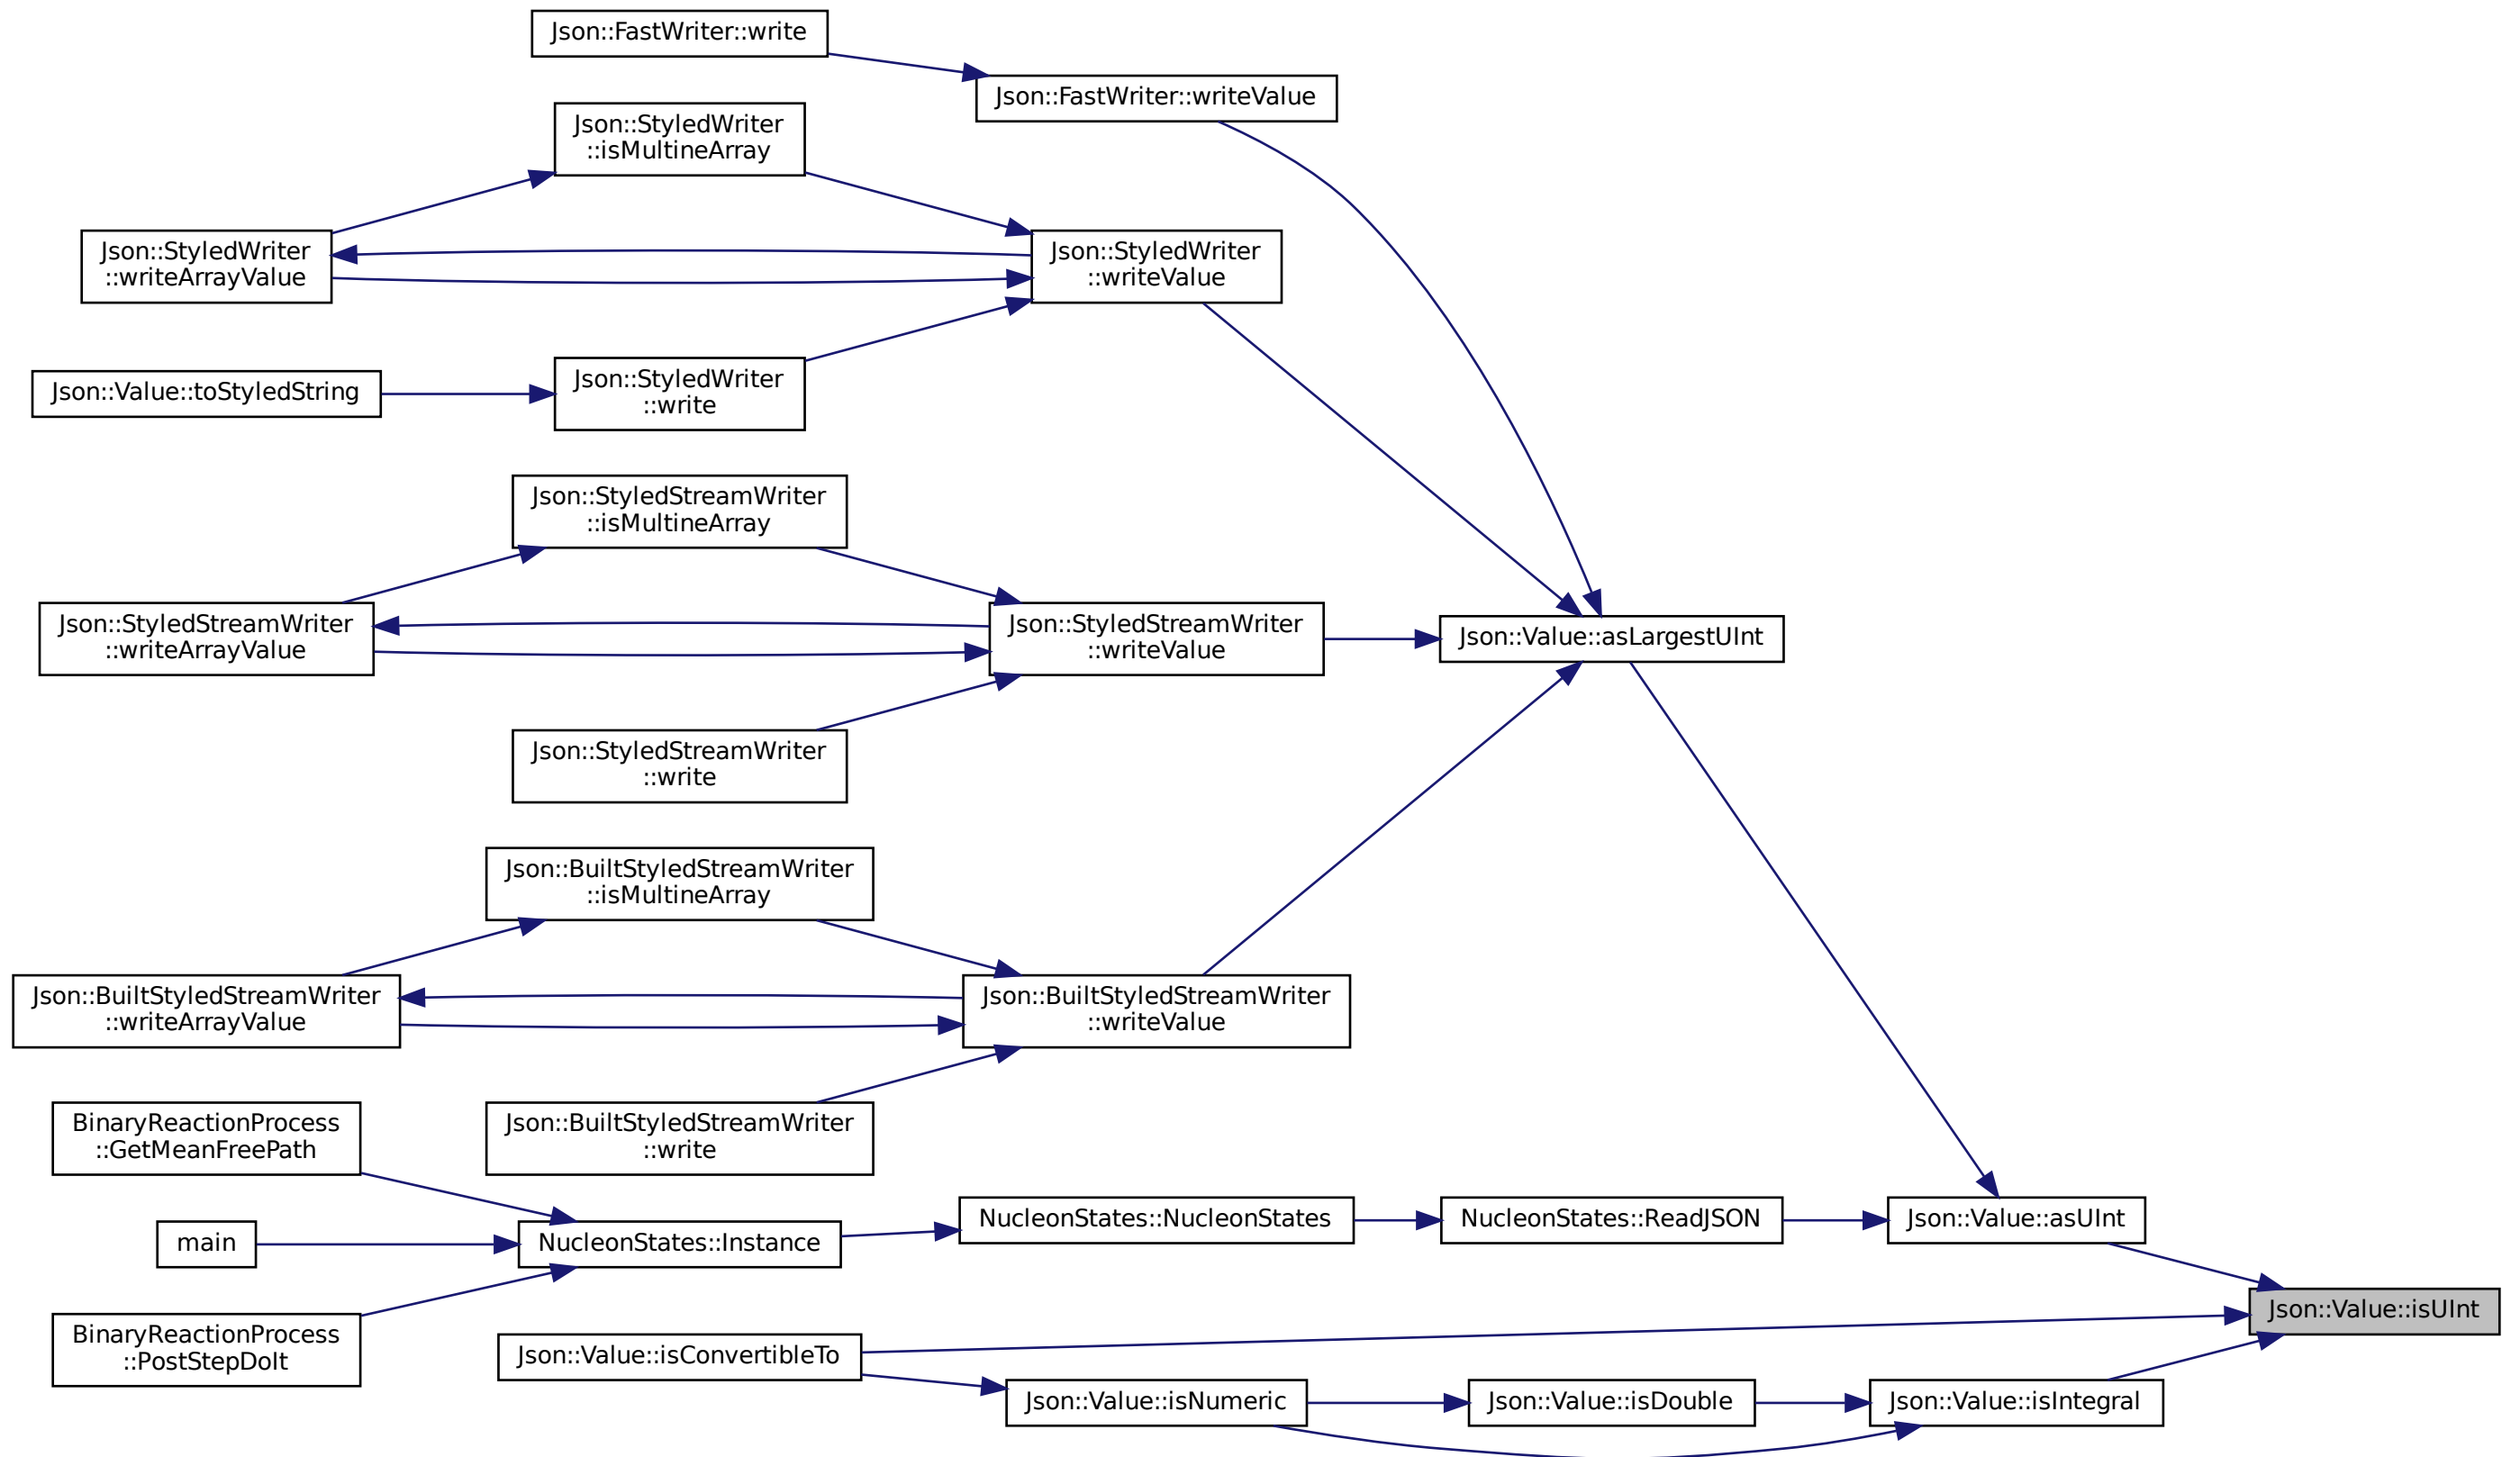 Json::FastWriter::write
Json::FastWriter::writeValue
Json::StyledWriter
::isMultineArray
Json::StyledWriter
::writeArrayValue
Json::StyledWriter
::writeValue
Json::StyledWriter
::write
Json::Value::toStyledString
Json::StyledStreamWriter
::isMultineArray
Json::StyledStreamWriter
::writeArrayValue
Json::StyledStreamWriter
::writeValue
Json::Value::asLargestUInt
Json::StyledStreamWriter
::write
Json::BuiltStyledStreamWriter
::isMultineArray
Json::BuiltStyledStreamWriter
::writeArrayValue
Json::BuiltStyledStreamWriter
::writeValue
Json::BuiltStyledStreamWriter
::write
BinaryReactionProcess
::GetMeanFreePath
main
NucleonStates::Instance
NucleonStates::NucleonStates
NucleonStates::ReadJSON
Json::Value::asUInt
BinaryReactionProcess
::PostStepDoIt
Json::Value::isUInt
Json::Value::isConvertibleTo
Json::Value::isNumeric
Json::Value::isDouble
Json::Value::isIntegral